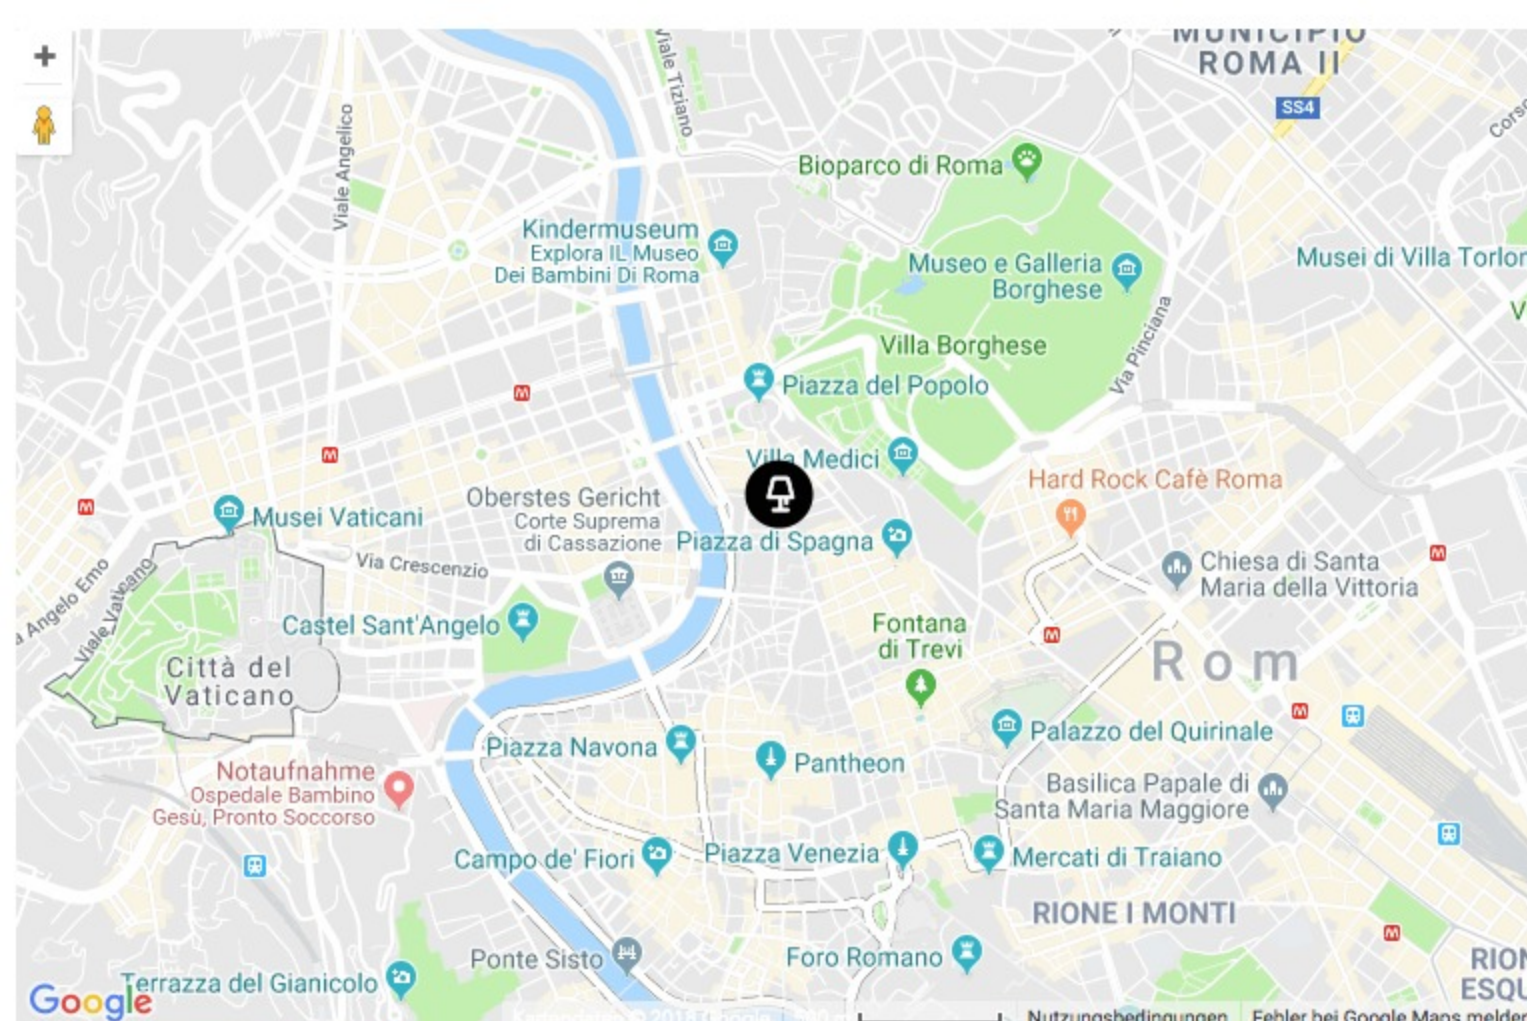 MUNICIPIO
ROMA II
SS4
Viale Tiziano
Viale Angelico
Bioparco di Roma
Kindermuseum
Explora IL Museo
Dei Bambini Di Roma
Museo e Galleria
Borghese
Musei di Villa Torlon
Villa Borghese
Via Pinciana
Piazza del Popolo
M
M
Villa Medici
Hard Rock Cafè Roma
M
Oberstes Gericht
Corte Suprema
di Cassazione
Musei Vaticani
Piazza di Spagna
Via Crescenzio
Chiesa di Santa
Maria della Vittoria
M
a Angelo Emo
Viale Vaticano
Castel Sant'Angelo
Fontana
di Trevi
M
Rom
Città del
Vaticano
M
Palazzo del Quirinale
Piazza Navona
Pantheon
Notaufnahme
Ospedale Bambino
Gesù, Pronto Soccorso
Basilica Papale di
Santa Maria Maggiore
Campo de' Fiori
Piazza Venezia
Mercati di Traiano
RIONE I MONTI
M
Ponte Sisto
Foro Romano
RION
ESQU
Terrazza del Gianicolo
Google
Kartendaten © 2018 Google
500 m
Nutzungsbedingungen
Fehler bei Google Maps melden